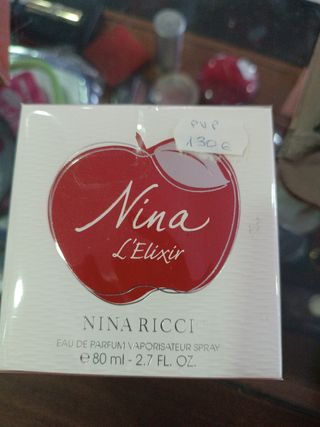 PVP
130€
Nina
L'Elixir
NINA RICCI
EAU DE PARFUM VAPORISATEUR SPRAY
℮ 80 ml - 2.7 FL. OZ.